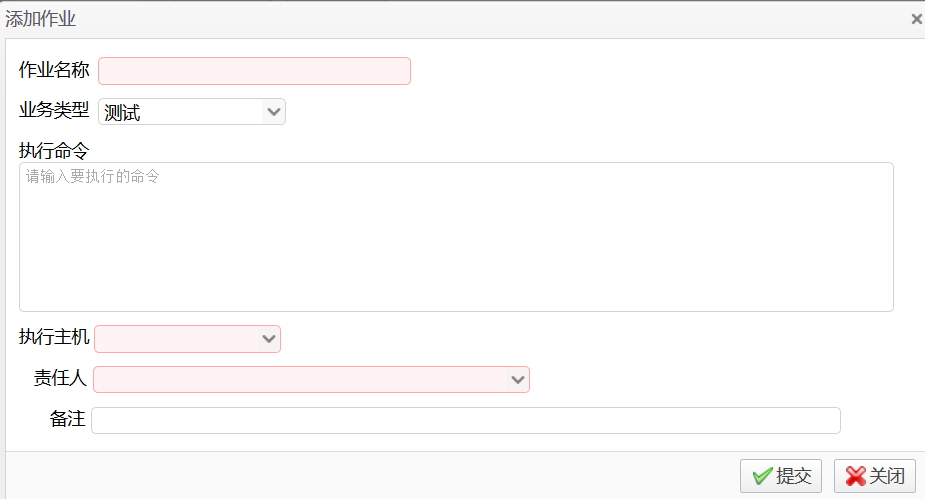 添加作业
作业名称
业务类型 测试
执行命令
请输入要执行的命令
执行主机
责任人
备注
提交 关闭